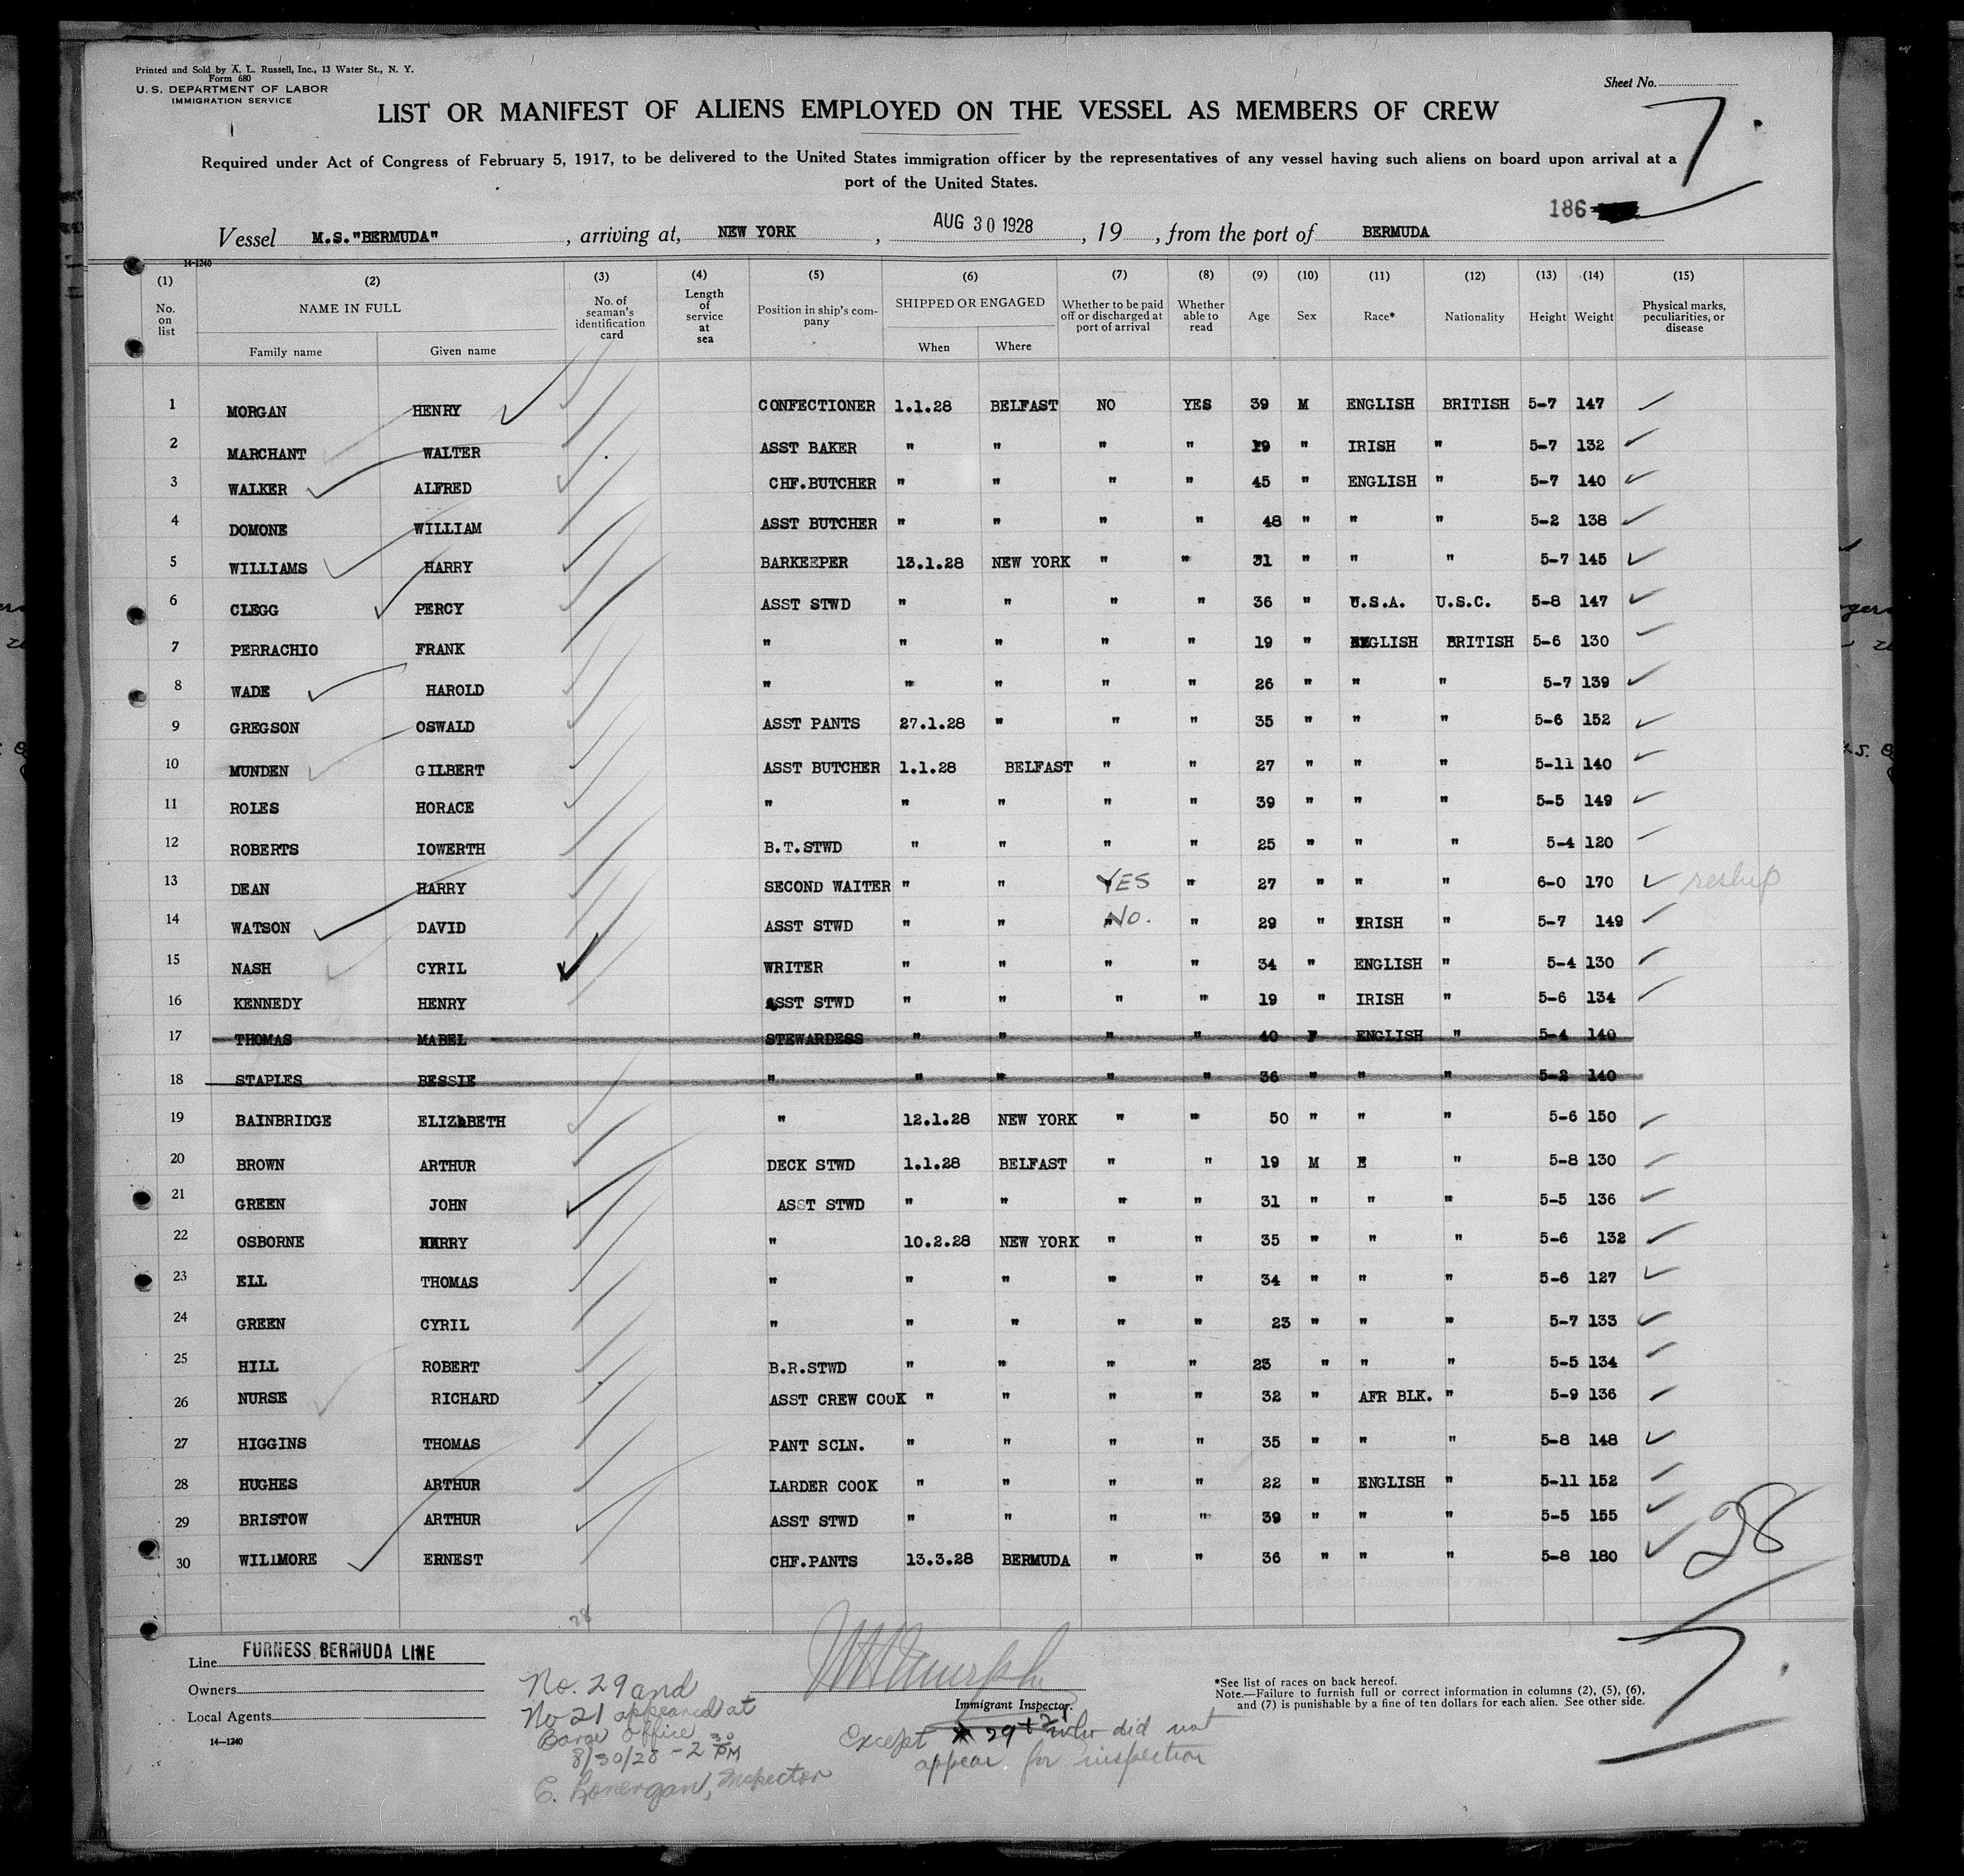 Printed and Sold by A. L. Russell, Inc., 13 Water St., N. Y.
Form 680
U. S. DEPARTMENT OF LABOR
IMMIGRATION SERVICE
Sheet No.
7.
LIST OR MANIFEST OF ALIENS EMPLOYED ON THE VESSEL AS MEMBERS OF CREW
Required under Act of Congress of February 5, 1917, to be delivered to the United States immigration officer by the representatives of any vessel having such aliens on board upon arrival at a
port of the United States.
186
Vessel M.S."BERMUDA", arriving at, NEW YORK, AUG 30 1928, 19, from the port of BERMUDA
14-1240
(1) (2) (3) (4) (5) (6) (7) (8) (9) (10) (11) (12) (13) (14) (15)
No. on list NAME IN FULL Family name Given name No. of seaman's identification card Length of service at sea Position in ship's company SHIPPED OR ENGAGED When Where Whether to be paid off or discharged at port of arrival Whether able to read Age Sex Race* Nationality Height Weight Physical marks, peculiarities, or disease
1 MORGAN HENRY CONFECTIONER 1.1.28 BELFAST NO YES 39 M ENGLISH BRITISH 5-7 147
2 MARCHANT WALTER ASST BAKER " " " " 19 " IRISH " 5-7 132
3 WALKER ALFRED CHF.BUTCHER " " " " 45 " ENGLISH " 5-7 140
4 DOMONE WILLIAM ASST BUTCHER " " " " 48 " " " 5-2 138
5 WILLIAMS HARRY BARKEEPER 13.1.28 NEW YORK " " 31 " " " 5-7 145
6 CLEGG PERCY ASST STWD " " " " 36 " U.S.A. U.S.C. 5-8 147
7 PERRACHIO FRANK " " " " " 19 " ENGLISH BRITISH 5-6 130
8 WADE HAROLD " " " " " 26 " " " 5-7 139
9 GREGSON OSWALD ASST PANTS 27.1.28 " " " 35 " " " 5-6 152
10 MUNDEN GILBERT ASST BUTCHER 1.1.28 BELFAST " " 27 " " " 5-11 140
11 ROLES HORACE " " " " " 39 " " " 5-5 149
12 ROBERTS IOWERTH B.T.STWD " " " " 25 " " " 5-4 120
13 DEAN HARRY SECOND WAITER " " YES " 27 " " " 6-0 170 reship
14 WATSON DAVID ASST STWD " " No. " 29 " IRISH " 5-7 149
15 NASH CYRIL WRITER " " " " 34 " ENGLISH " 5-4 130
16 KENNEDY HENRY ASST STWD " " " " 19 " IRISH " 5-6 134
17 THOMAS MABEL STEWARDESS " " " " 40 F ENGLISH " 5-4 140
18 STAPLES BESSIE " " " " " 36 " " " 5-2 140
19 BAINBRIDGE ELIZABETH " 12.1.28 NEW YORK " " 50 " " " 5-6 150
20 BROWN ARTHUR DECK STWD 1.1.28 BELFAST " " 19 M E " 5-8 130
21 GREEN JOHN ASST STWD " " " " 31 " " " 5-5 136
22 OSBORNE HARRY " 10.2.28 NEW YORK " " 35 " " " 5-6 132
23 ELL THOMAS " " " " " 34 " " " 5-6 127
24 GREEN CYRIL " " " " " 23 " " " 5-7 133
25 HILL ROBERT B.R.STWD " " " " 23 " " " 5-5 134
26 NURSE RICHARD ASST CREW COOK " " " " 32 " AFR BLK. " 5-9 136
27 HIGGINS THOMAS PANT SCLN. " " " " 35 " " " 5-8 148
28 HUGHES ARTHUR LARDER COOK " " " " 22 " ENGLISH " 5-11 152
29 BRISTOW ARTHUR ASST STWD " " " " 39 " " " 5-5 155
30 WILLMORE ERNEST CHF.PANTS 13.3.28 BERMUDA " " 36 " " " 5-8 180
28
28
Line FURNESS BERMUDA LINE
Owners
Local Agents
14—1240
No. 29 and
No 21 appeared at
Barge Office
8/30/28 - 2 30 PM
C. Lonergan, Inspector
Immigrant Inspector.
Except 29 + 21 who did not
appear for inspection
*See list of races on back hereof.
Note.—Failure to furnish full or correct information in columns (2), (5), (6),
and (7) is punishable by a fine of ten dollars for each alien. See other side.